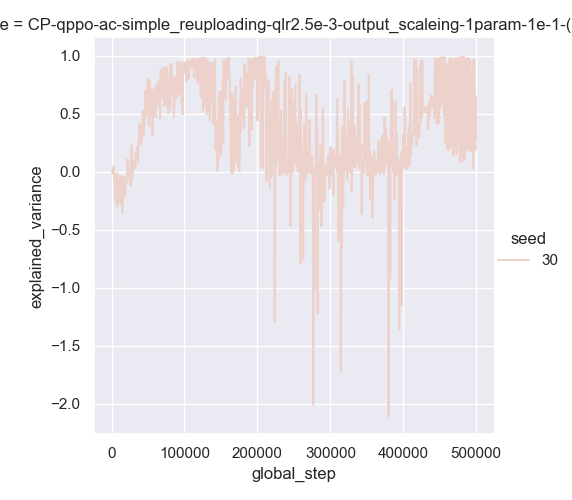 e = CP-qppo-ac-simple_reuploading-qlr2.5e-3-output_scaleing-1param-1e-1-(
1.0
0.5
0.0
−0.5
−1.0
−1.5
−2.0
explained_variance
0 100000 200000 300000 400000 500000
global_step
seed
30